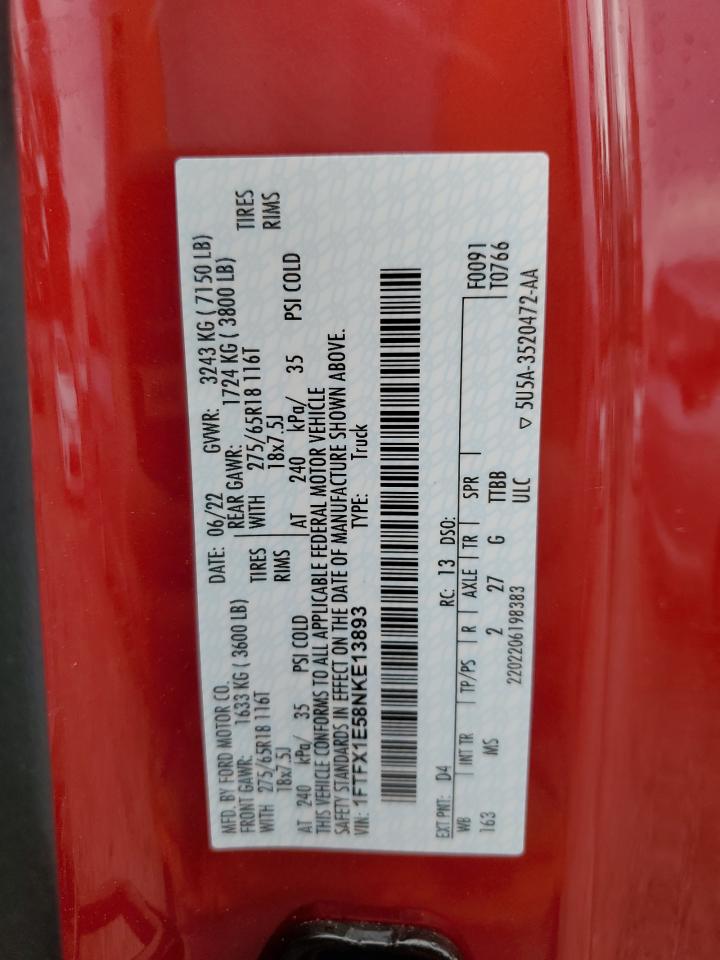 MFD. BY FORD MOTOR CO.
DATE: 06/22 GVWR: 3243 KG ( 7150 LB)
FRONT GAWR: 1633 KG ( 3600 LB) REAR GAWR: 1724 KG ( 3800 LB)
WITH 275/65R18 116T TIRES WITH 275/65R18 116T TIRES
18x7.5J RIMS 18x7.5J RIMS
AT 240 kPa/ 35 PSI COLD AT 240 kPa/ 35 PSI COLD
THIS VEHICLE CONFORMS TO ALL APPLICABLE FEDERAL MOTOR VEHICLE
SAFETY STANDARDS IN EFFECT ON THE DATE OF MANUFACTURE SHOWN ABOVE.
VIN: 1FTFX1E58NKE13893 TYPE: Truck
EXT PNT: D4 RC: 13 DSO: F0091
WB INT TR TP/PS R AXLE TR SPR T0766
163 MS 2 27 G TTBB
2202206198383 ULC ▽ 5U5A-3520472-AA